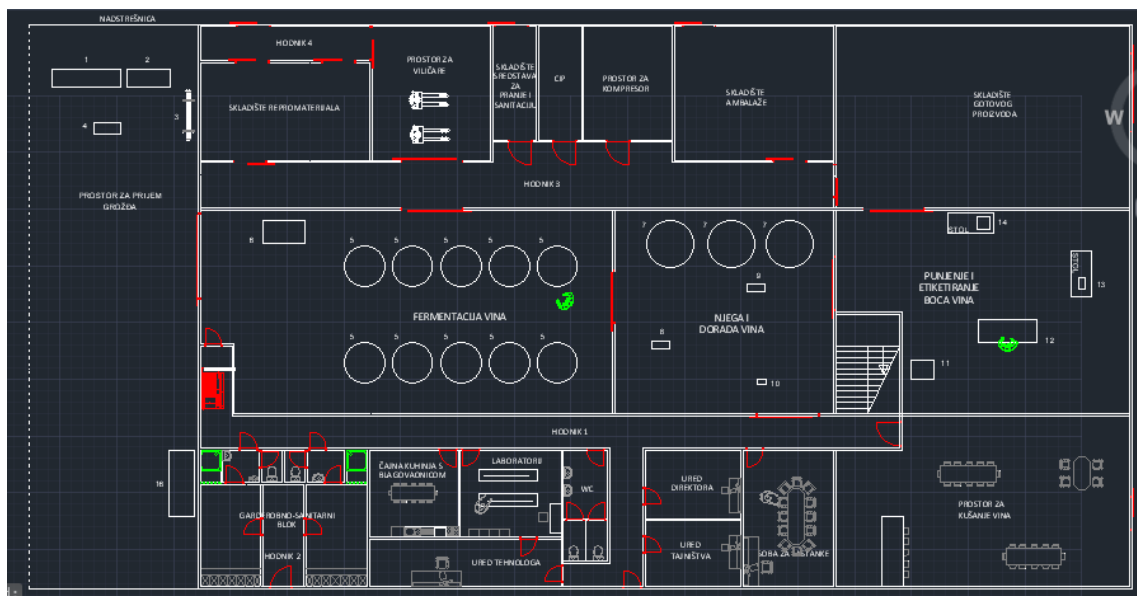 NADSTREŠNICA
HODNIK 4
1
2
3
4
PROSTOR ZA
VILIČARE
SKLADIŠTE
SREDSTAVA
ZA
PRANJE I
SANITACIJU
CIP
PROSTOR ZA
KOMPRESOR
SKLADIŠTE
AMBALAŽE
SKLADIŠTE
GOTOVOG
PROIZVODA
W
SKLADIŠTE REPROMATERIJALA
PROSTOR ZA PRIJEM
GROŽĐA
HODNIK 3
6
5
5
5
5
5
7
7
7
STOL
14
STOL
13
9
PUNJENJE I
ETIKETIRANJE
BOCA VINA
FERMENTACIJA VINA
NJEGA I
DORADA VINA
5
5
5
5
5
8
12
10
11
HODNIK 1
16
ČAJNA KUHINJA S
BLAGOVAONICOM
LABORATORIJ
WC
URED
DIREKTORA
PROSTOR ZA
KUŠANJE VINA
GARDEROBNO-SANITARNI
BLOK
HODNIK 2
URED TEHNOLOGA
URED
TAJNIŠTVA
SOBA ZA SASTANKE